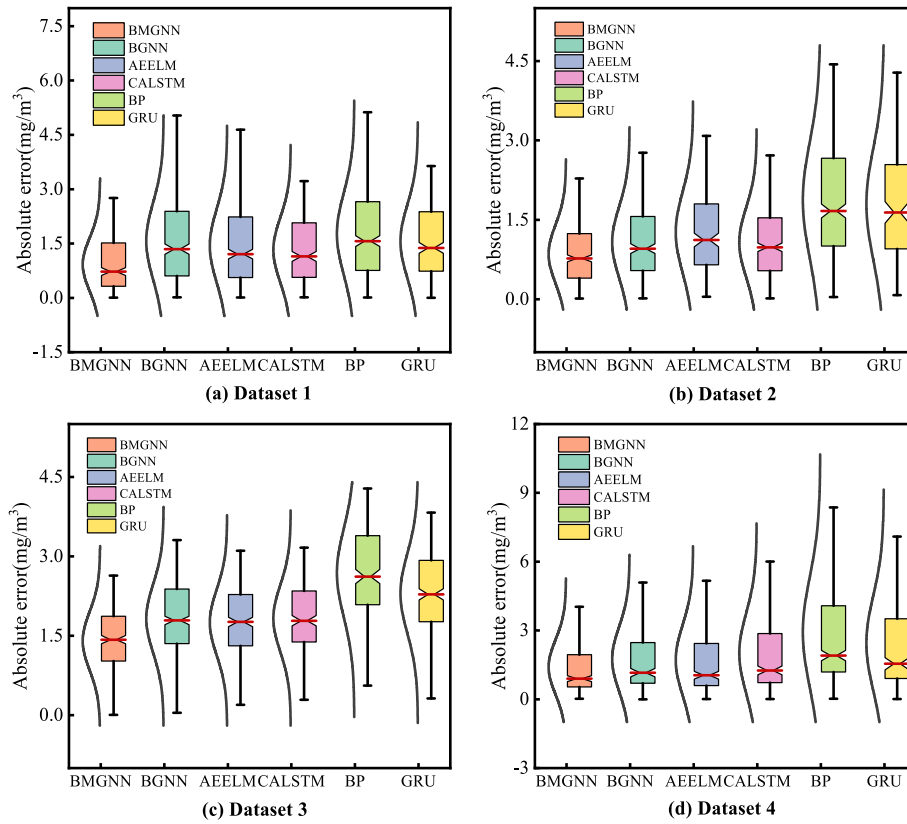 Absolute error(mg/m³)
7.5
6.0
4.5
3.0
1.5
0.0
-1.5
BMGNN
BGNN
AEELM
CALSTM
BP
GRU
BMGNN BGNN AEELM CALSTM BP GRU
(a) Dataset 1
Absolute error(mg/m³)
4.5
3.0
1.5
0.0
BMGNN
BGNN
AEELM
CALSTM
BP
GRU
BMGNN BGNN AEELM CALSTM BP GRU
(b) Dataset 2
Absolute error(mg/m³)
4.5
3.0
1.5
0.0
BMGNN
BGNN
AEELM
CALSTM
BP
GRU
BMGNN BGNN AEELM CALSTM BP GRU
(c) Dataset 3
Absolute error(mg/m³)
12
9
6
3
0
-3
BMGNN
BGNN
AEELM
CALSTM
BP
GRU
BMGNN BGNN AEELM CALSTM BP GRU
(d) Dataset 4